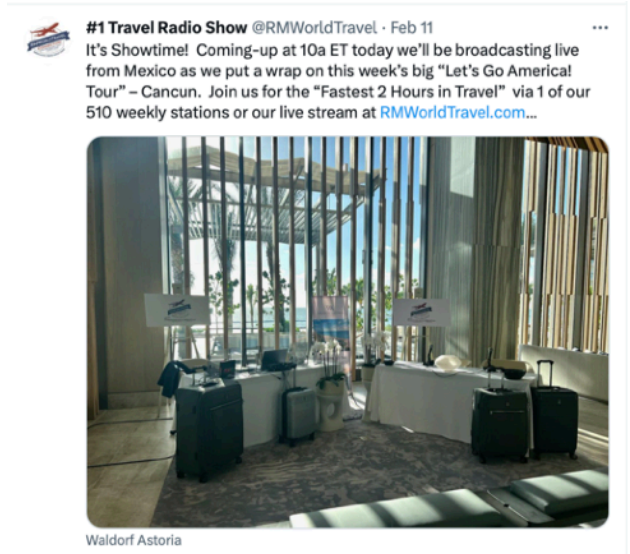 #1 Travel Radio Show @RMWorldTravel · Feb 11
It's Showtime!  Coming-up at 10a ET today we'll be broadcasting live
from Mexico as we put a wrap on this week's big “Let's Go America!
Tour” – Cancun.  Join us for the “Fastest 2 Hours in Travel”  via 1 of our
510 weekly stations or our live stream at RMWorldTravel.com...
Waldorf Astoria